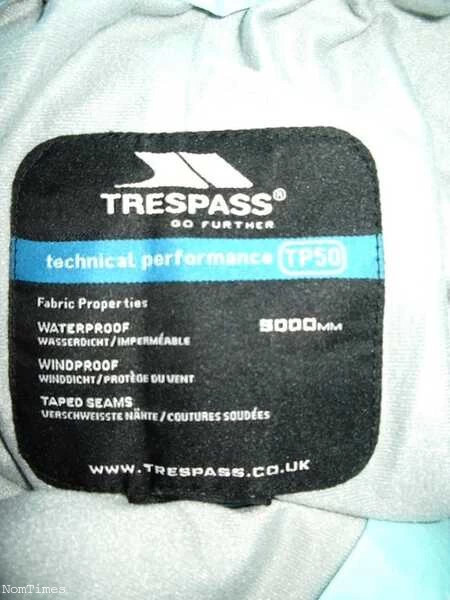 TRESPASS®
GO FURTHER
technical performance TP50
Fabric Properties
WATERPROOF 5000MM
WASSERDICHT/IMPERMÉABLE
WINDPROOF
WINDDICHT/PROTÈGE DU VENT
TAPED SEAMS
VERSCHWEISSTE NÄHTE/COUTURES SOUDÉES
WWW.TRESPASS.CO.UK
NomTimes